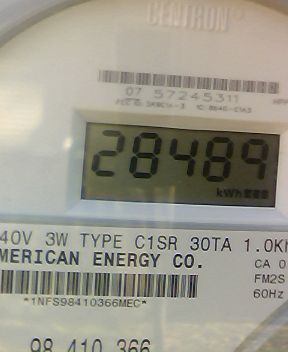 CENTRON
07 57245311
28489
kWh
40V 3W TYPE C1SR 30TA 1.0K
MERICAN ENERGY CO.
CA 0
FM2S
60Hz
*1NFS98410366MEC*
98 410 366